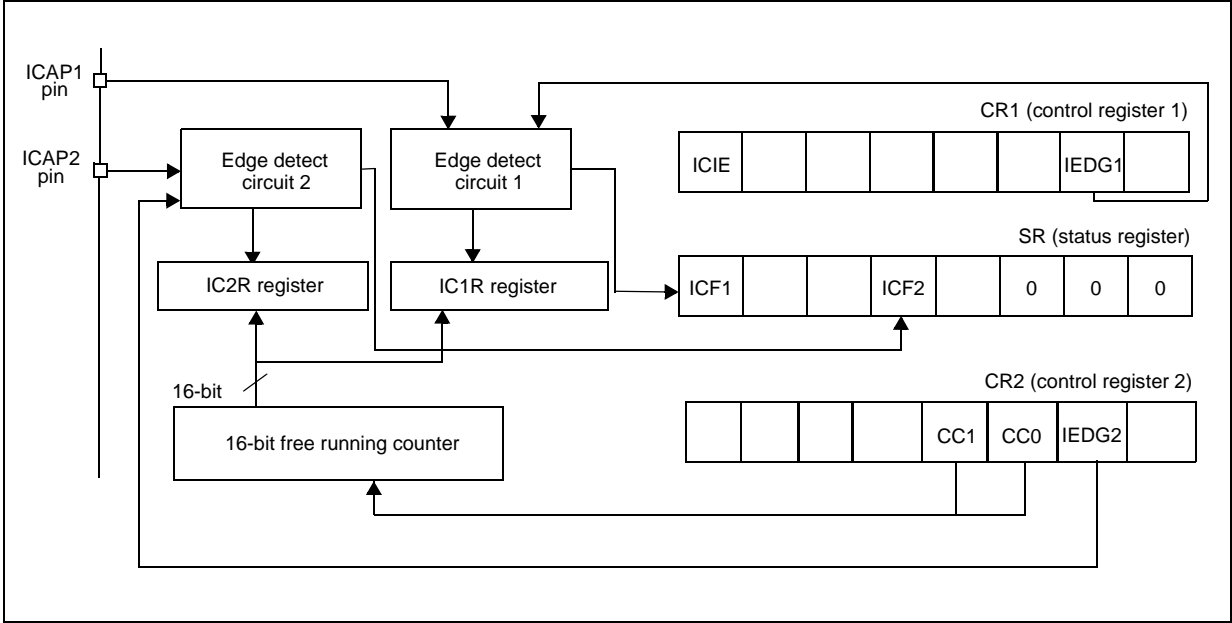 ICAP1
pin
CR1 (control register 1)
ICAP2
pin
Edge detect
circuit 2
Edge detect
circuit 1
ICIE
IEDG1
SR (status register)
IC2R register
IC1R register
ICF1
ICF2
0
0
0
16-bit
CR2 (control register 2)
16-bit free running counter
CC1
CC0
IEDG2